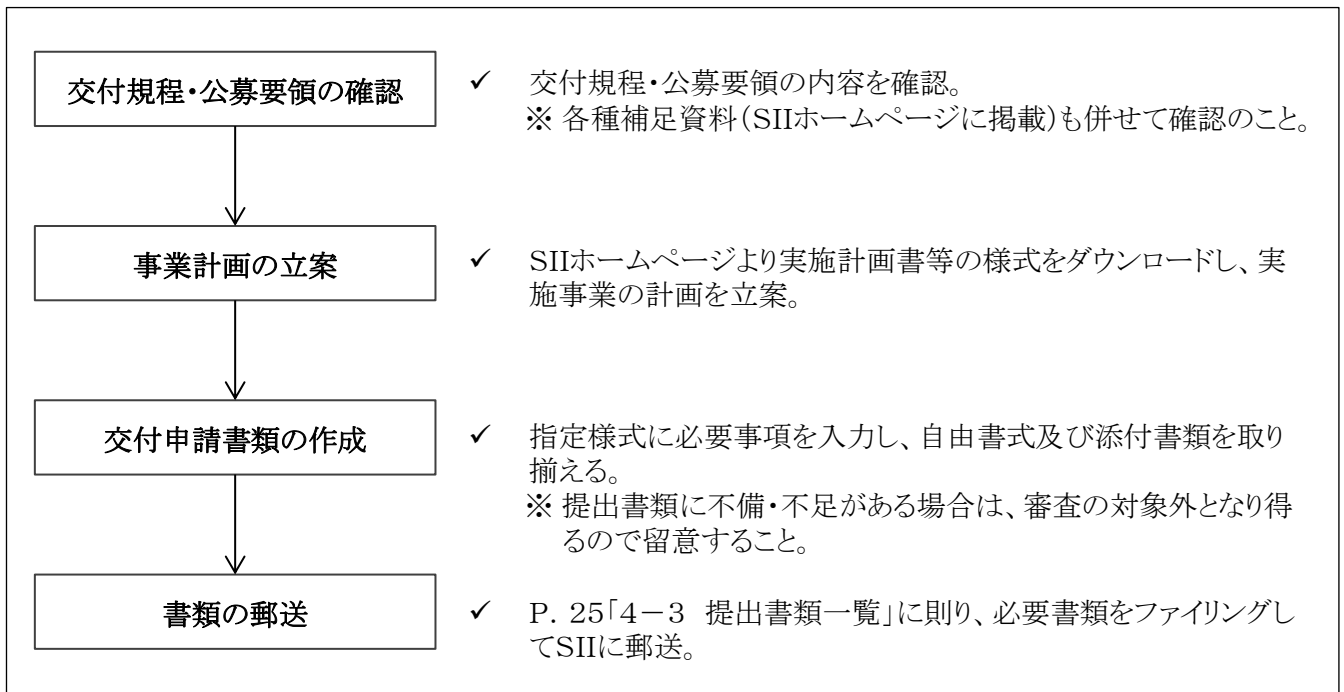 交付規程・公募要領の確認
✓ 交付規程・公募要領の内容を確認。
※ 各種補足資料(SIIホームページに掲載)も併せて確認のこと。
事業計画の立案
✓ SIIホームページより実施計画書等の様式をダウンロードし、実
施事業の計画を立案。
交付申請書類の作成
✓ 指定様式に必要事項を入力し、自由書式及び添付書類を取り
揃える。
※ 提出書類に不備・不足がある場合は、審査の対象外となり得
るので留意すること。
書類の郵送
✓ P. 25「4-3 提出書類一覧」に則り、必要書類をファイリングし
てSIIに郵送。